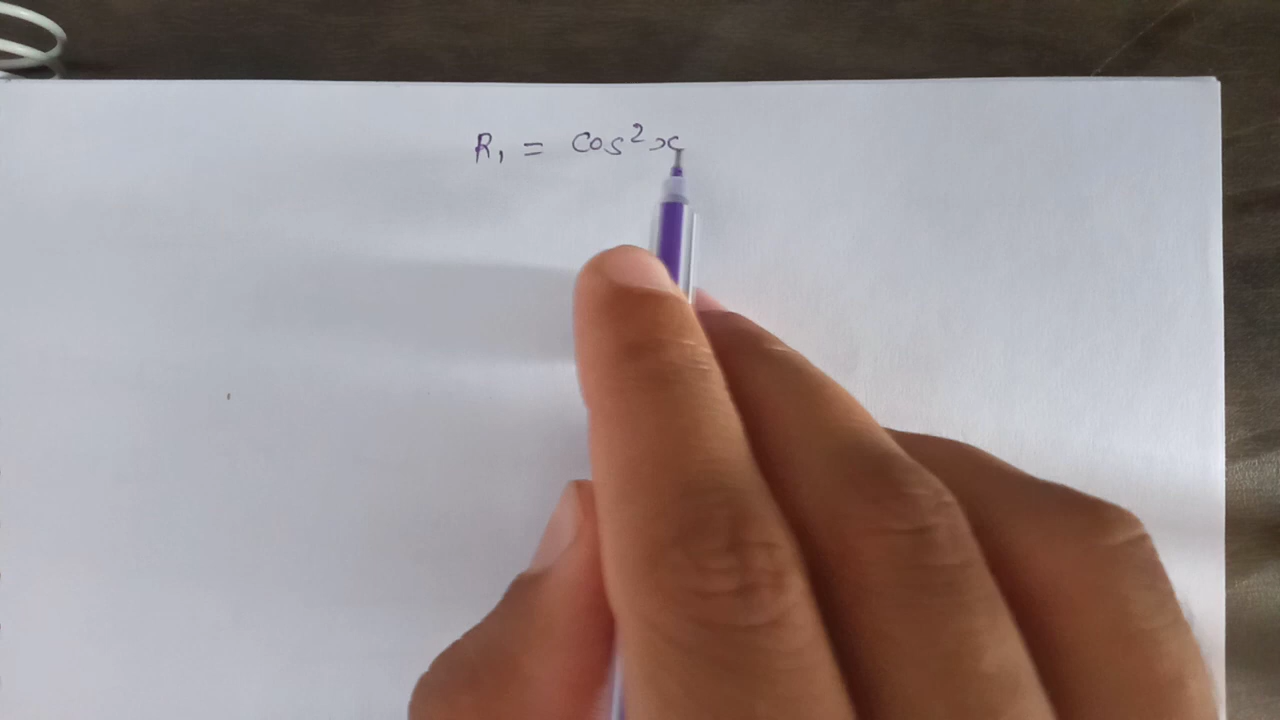 R₁ = cos²x